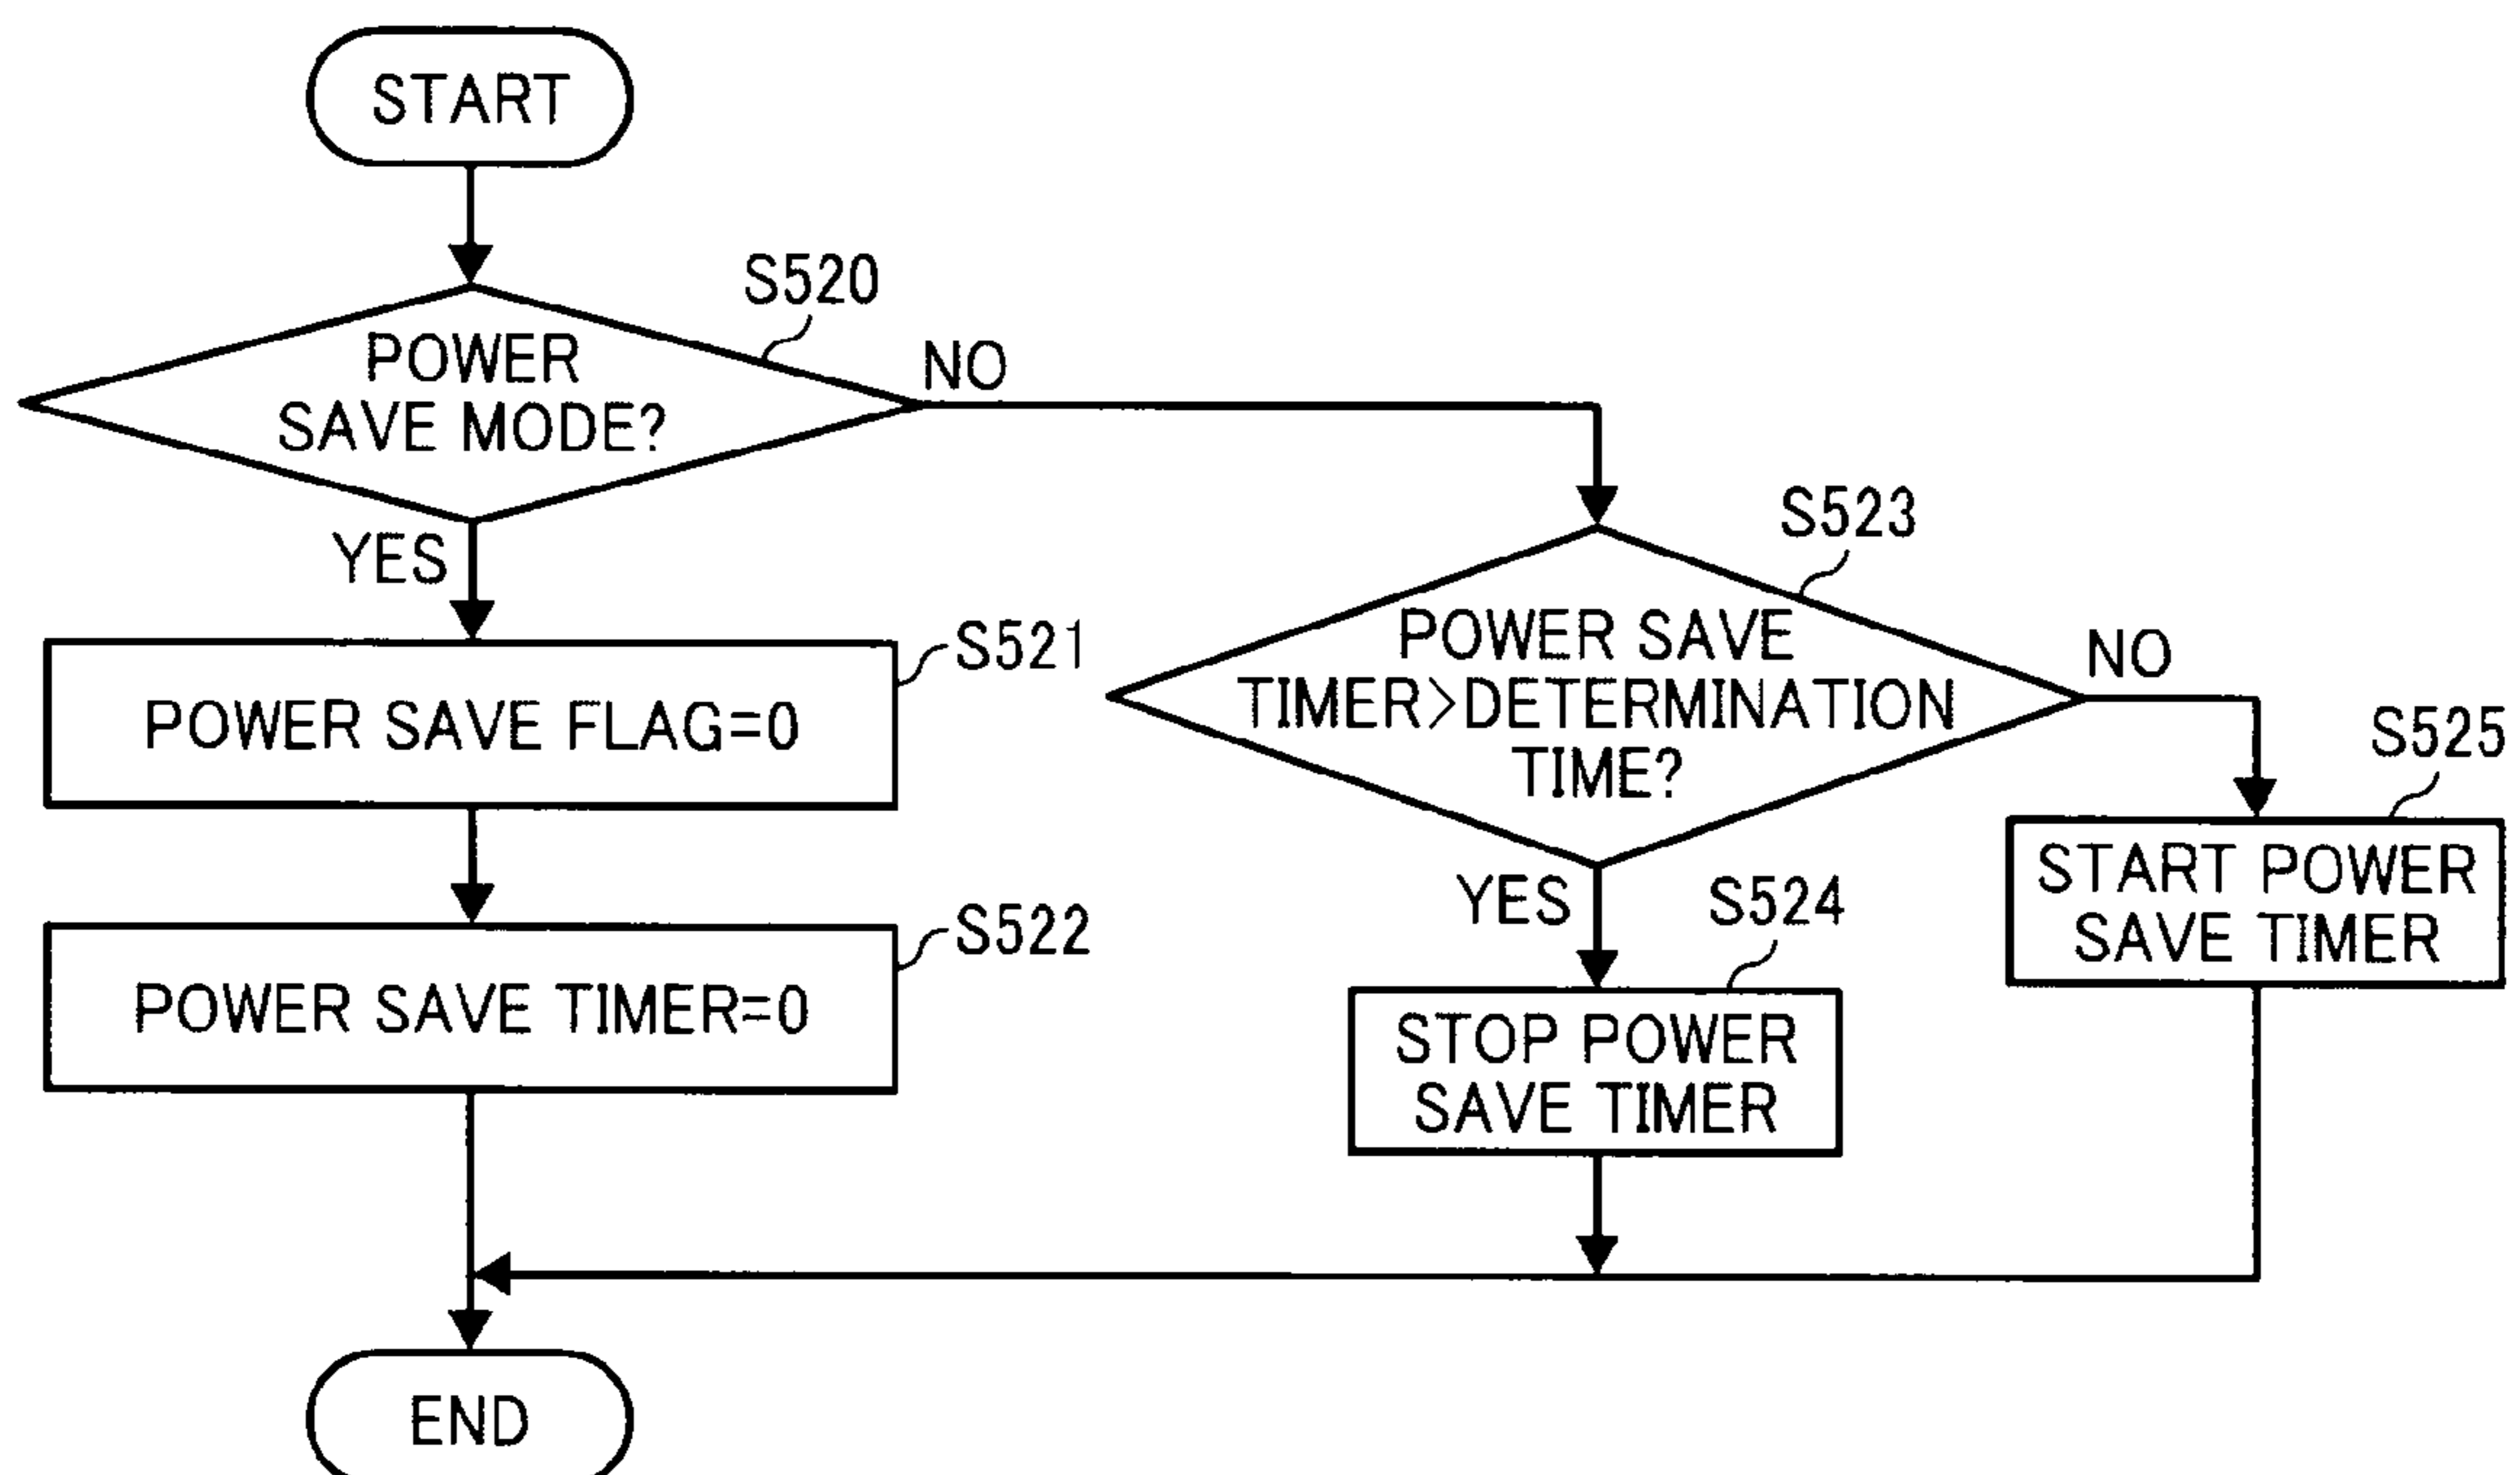 START
S520
POWER
SAVE MODE?
NO
YES
S521
POWER SAVE FLAG=0
S522
POWER SAVE TIMER=0
S523
POWER SAVE
TIMER>DETERMINATION
TIME?
NO
YES
S524
STOP POWER
SAVE TIMER
S525
START POWER
SAVE TIMER
END